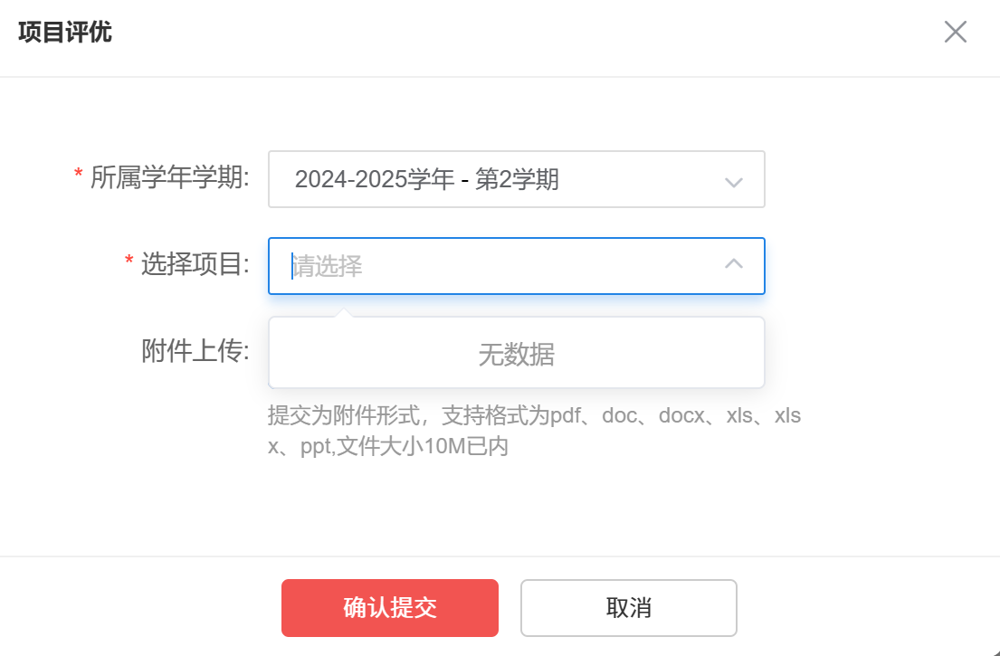 项目评优
* 所属学年学期: 2024-2025学年 - 第2学期
* 选择项目: 请选择
附件上传: 无数据
提交为附件形式，支持格式为pdf、doc、docx、xls、xls
x、ppt,文件大小10M已内
确认提交 取消